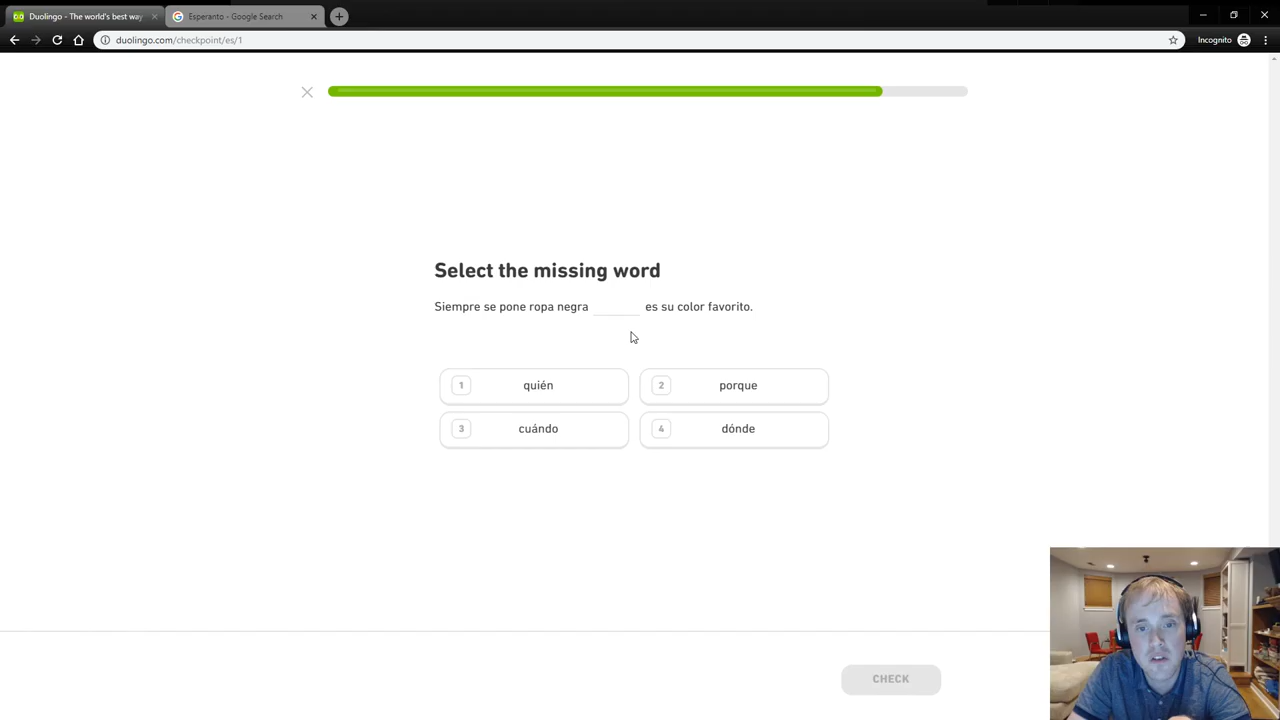 Duolingo - The world's best way
Esperanto - Google Search
duolingo.com/checkpoint/es/1
Incognito
Select the missing word
Siempre se pone ropa negra ______ es su color favorito.
1 quién
2 porque
3 cuándo
4 dónde
CHECK